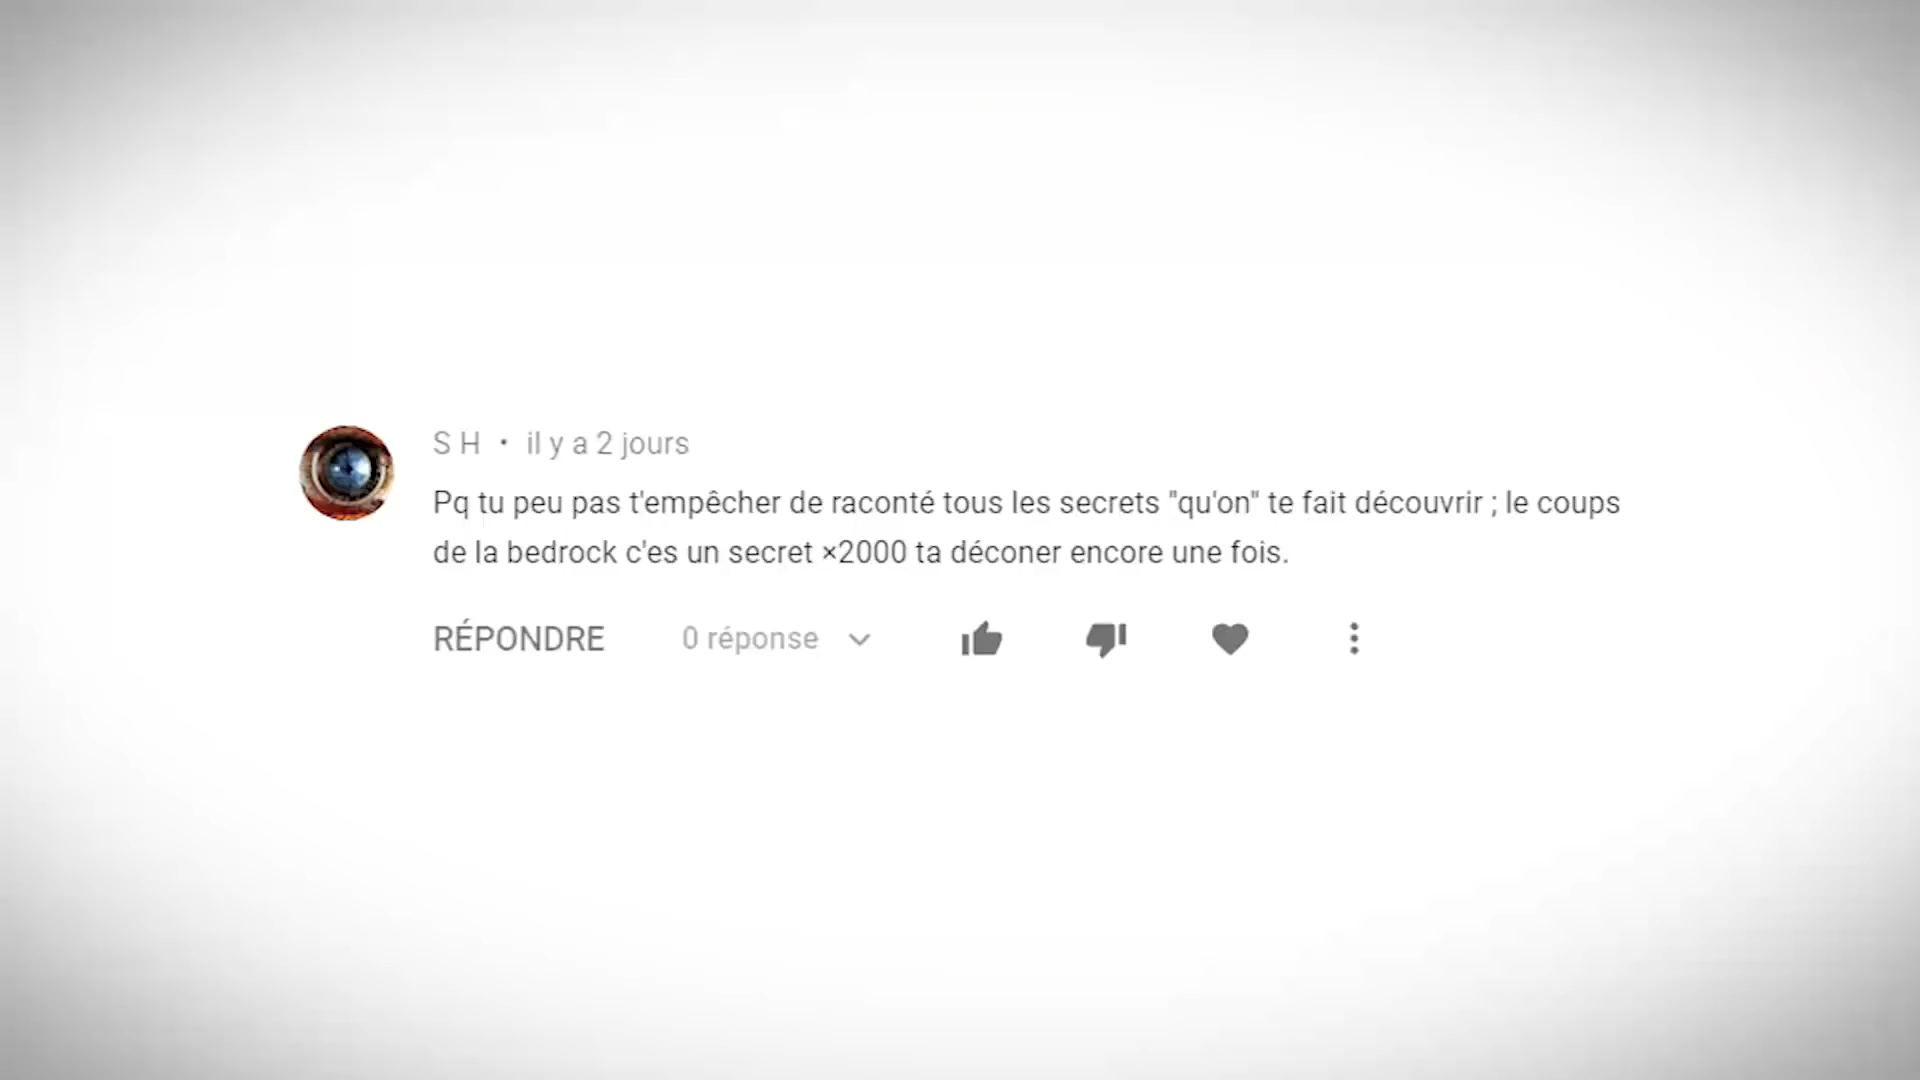 S H • il y a 2 jours
Pq tu peu pas t'empêcher de raconté tous les secrets "qu'on" te fait découvrir ; le coups
de la bedrock c'es un secret ×2000 ta déconer encore une fois.
RÉPONDRE 0 réponse